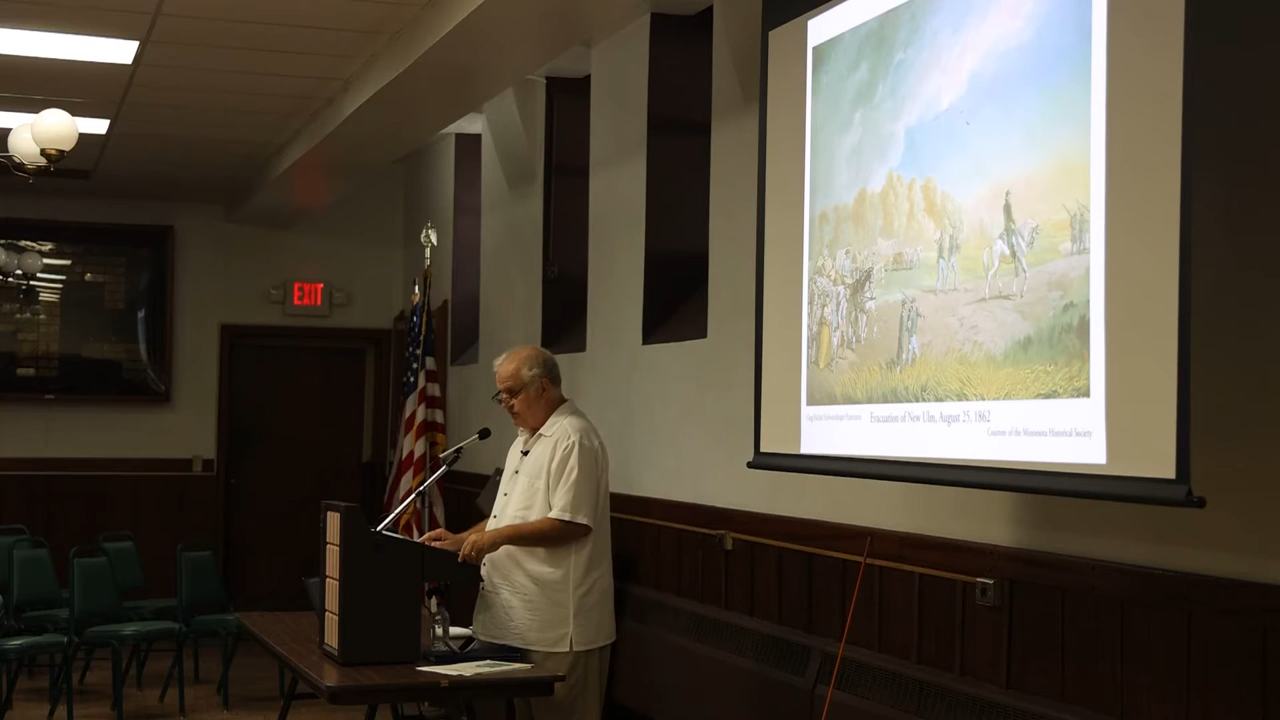 EXIT
Evacuation of New Ulm, August 25, 1862
Courtesy of the Minnesota Historical Society